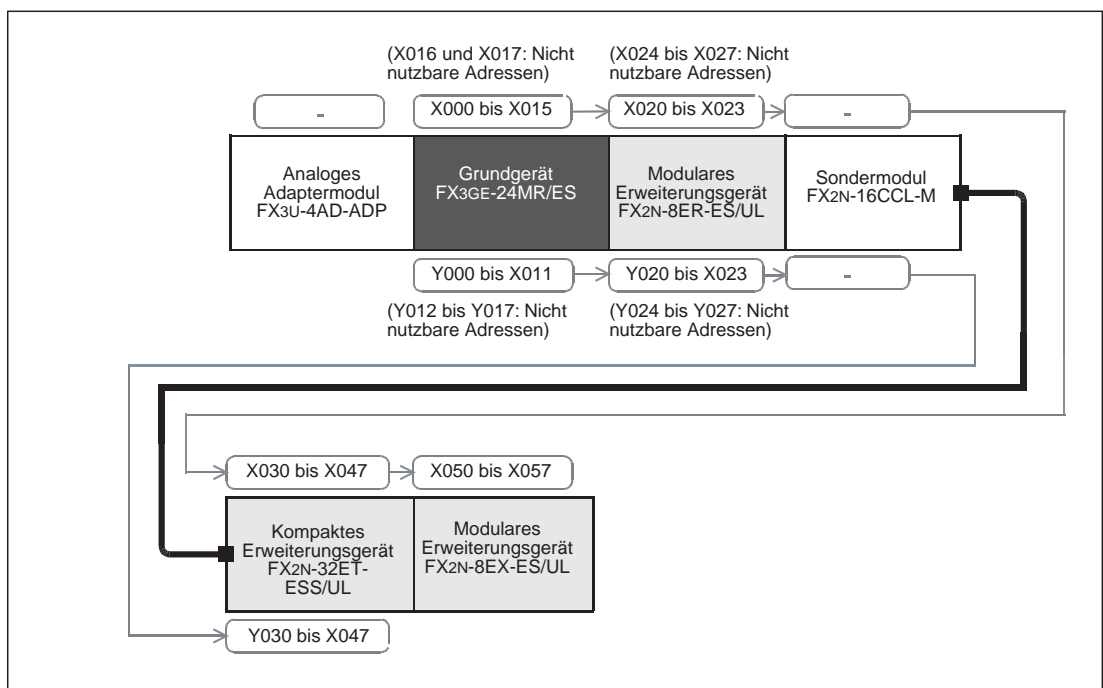 (X016 und X017: Nicht
nutzbare Adressen)
(X024 bis X027: Nicht
nutzbare Adressen)
-
X000 bis X015
X020 bis X023
-
Analoges
Adaptermodul
FX3U-4AD-ADP
Grundgerät
FX3GE-24MR/ES
Modulares
Erweiterungsgerät
FX2N-8ER-ES/UL
Sondermodul
FX2N-16CCL-M
Y000 bis X011
Y020 bis X023
-
(Y012 bis Y017: Nicht
nutzbare Adressen)
(Y024 bis Y027: Nicht
nutzbare Adressen)
X030 bis X047
X050 bis X057
Kompaktes
Erweiterungsgerät
FX2N-32ET-
ESS/UL
Modulares
Erweiterungsgerät
FX2N-8EX-ES/UL
Y030 bis X047